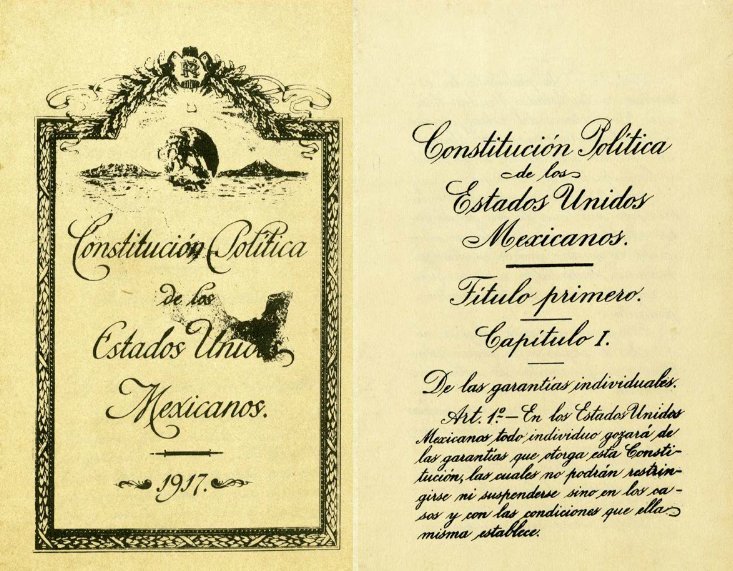 Constitución Política
de los
Estados Unidos
Mexicanos.
1917.
Constitución Política
de los
Estados Unidos
Mexicanos.
Título primero.
Capítulo I.
De las garantías individuales.
Art. 1º.- En los Estados Unidos
Mexicanos todo individuo gozará de
las garantías que otorga esta Consti-
tución, las cuales no podrán restrin-
girse ni suspenderse sino en los ca-
sos y con las condiciones que ella
misma establece.